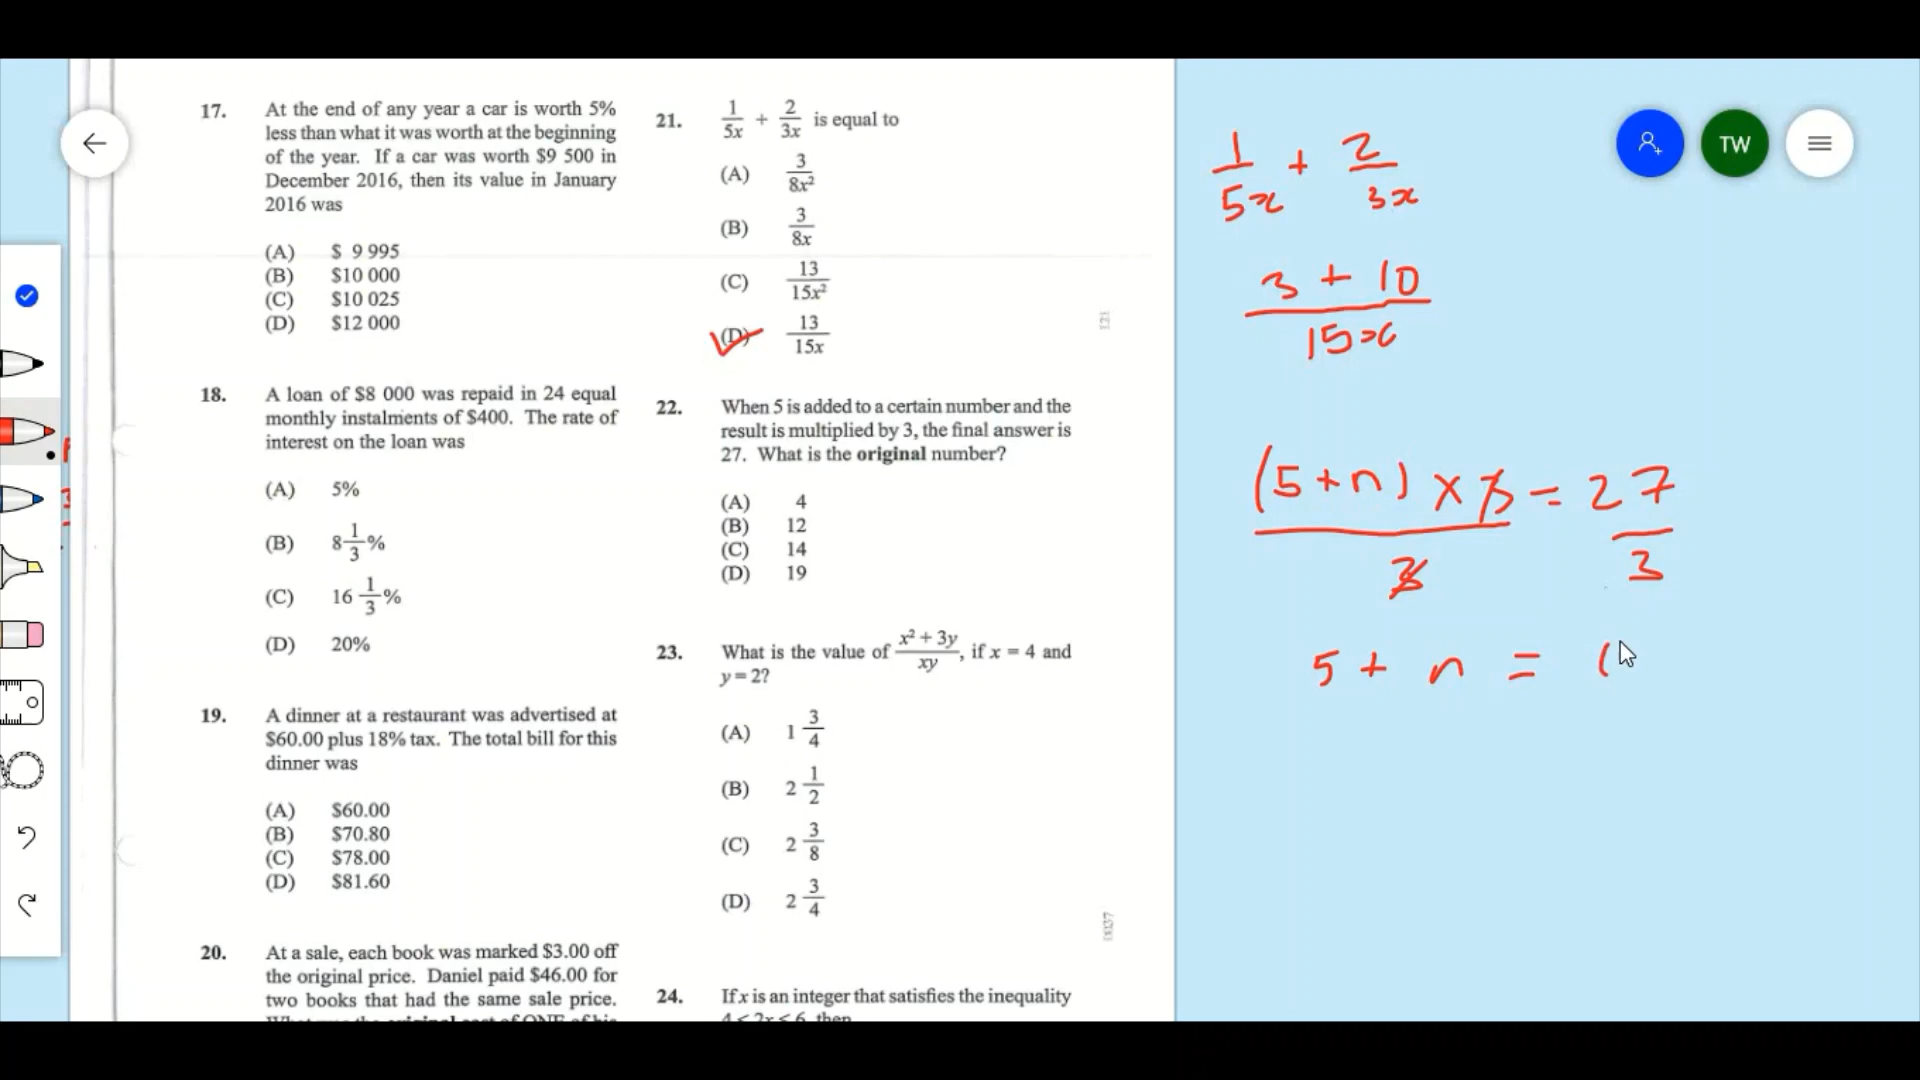 17. At the end of any year a car is worth 5%
less than what it was worth at the beginning
of the year. If a car was worth $9 500 in
December 2016, then its value in January
2016 was
(A) $ 9 995
(B) $10 000
(C) $10 025
(D) $12 000
18. A loan of $8 000 was repaid in 24 equal
monthly instalments of $400. The rate of
interest on the loan was
(A) 5%
(B) 8 1/3 %
(C) 16 1/3 %
(D) 20%
19. A dinner at a restaurant was advertised at
$60.00 plus 18% tax. The total bill for this
dinner was
(A) $60.00
(B) $70.80
(C) $78.00
(D) $81.60
20. At a sale, each book was marked $3.00 off
the original price. Daniel paid $46.00 for
two books that had the same sale price.
21. 1/5x + 2/3x is equal to
(A) 3/8x²
(B) 3/8x
(C) 13/15x²
(D) 13/15x
22. When 5 is added to a certain number and the
result is multiplied by 3, the final answer is
27. What is the original number?
(A) 4
(B) 12
(C) 14
(D) 19
23. What is the value of x² + 3y / xy, if x = 4 and
y = 2?
(A) 1 3/4
(B) 2 1/2
(C) 2 3/8
(D) 2 3/4
24. If x is an integer that satisfies the inequality
1/5x + 2/3x
3 + 10
15x
(5 + n) × 3 = 27
3 3
5 + n =
TW